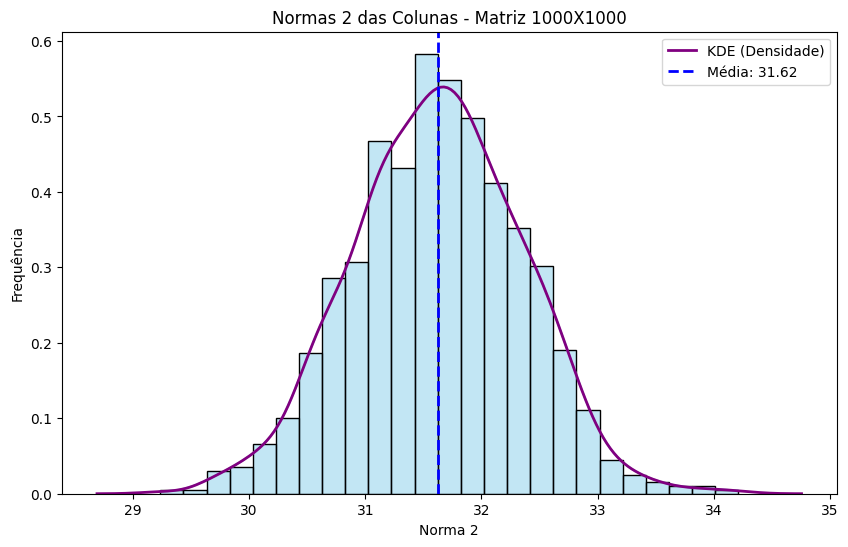 Normas 2 das Colunas - Matriz 1000X1000
KDE (Densidade)
Média: 31.62
Frequência
0.6
0.5
0.4
0.3
0.2
0.1
0.0
29
30
31
32
33
34
35
Norma 2